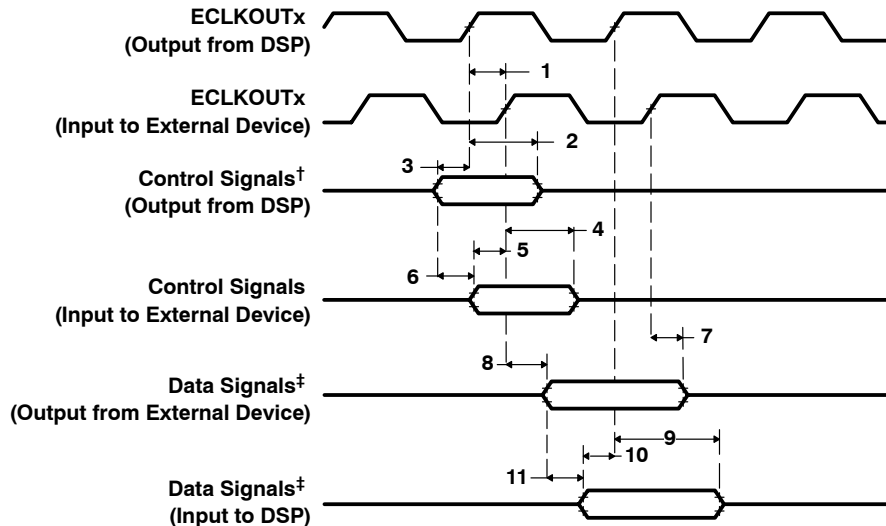 ECLKOUTx
(Output from DSP)
1
ECLKOUTx
(Input to External Device)
2
3
Control Signals†
(Output from DSP)
4
5
6
Control Signals
(Input to External Device)
7
8
Data Signals‡
(Output from External Device)
9
10
11
Data Signals‡
(Input to DSP)